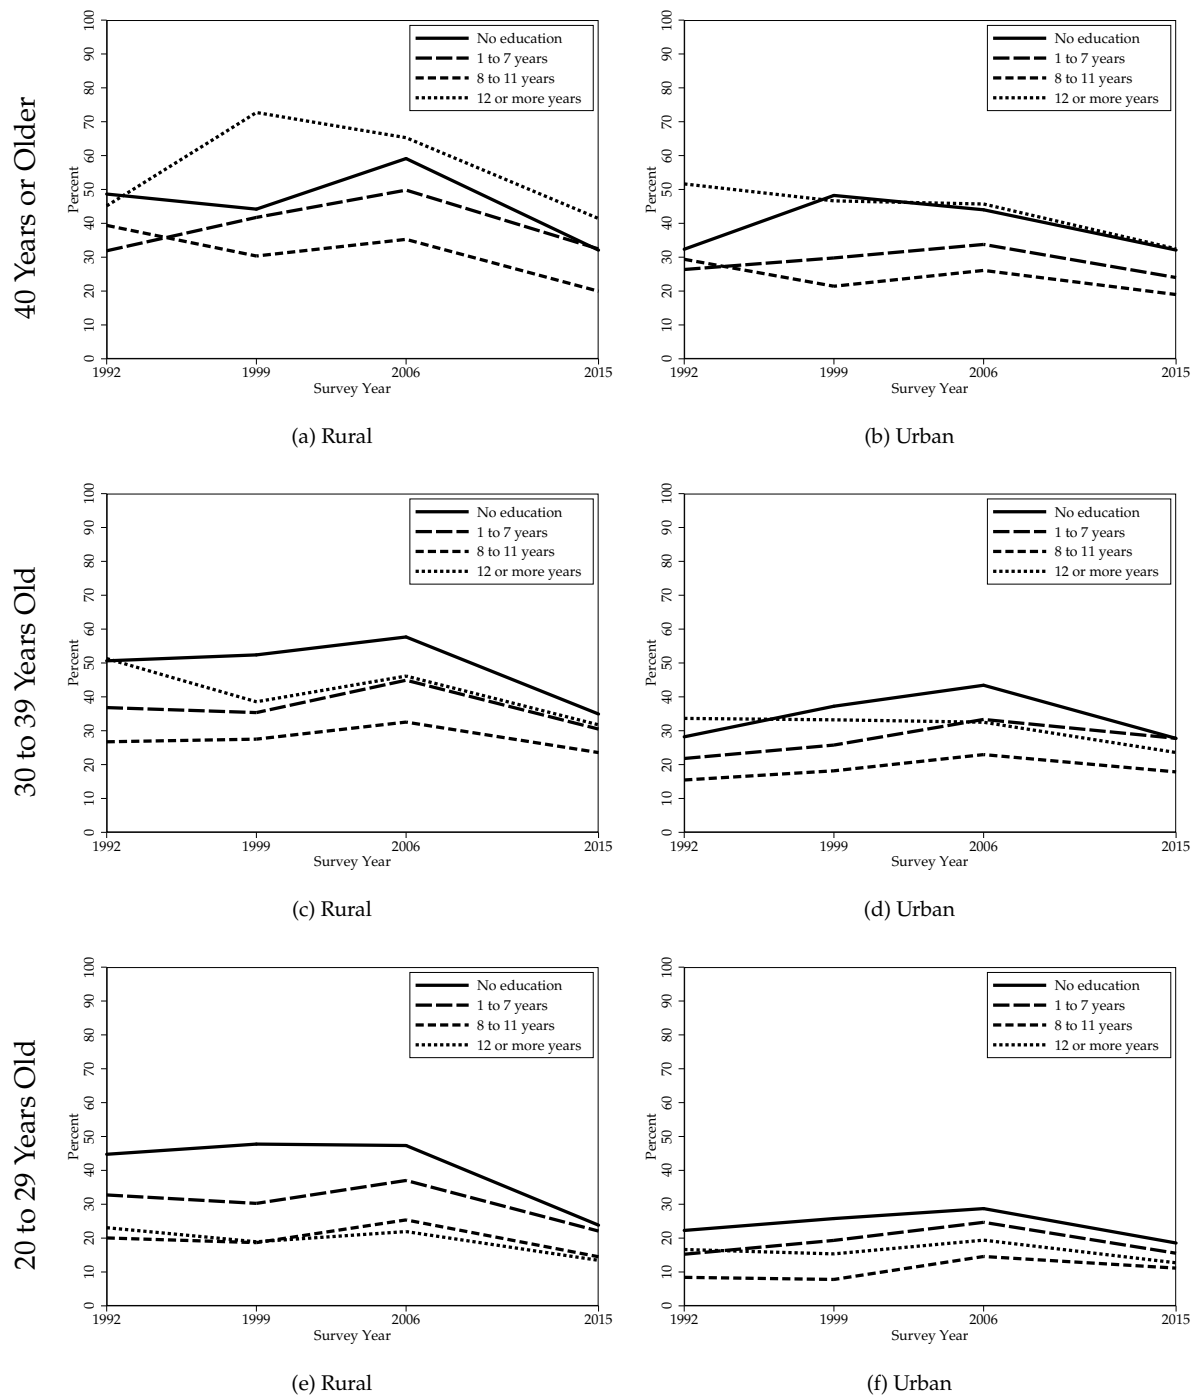 40 Years or Older
Percent
0 10 20 30 40 50 60 70 80 90 100
No education
1 to 7 years
8 to 11 years
12 or more years
1992 1999 2006 2015
Survey Year
(a) Rural
Percent
0 10 20 30 40 50 60 70 80 90 100
No education
1 to 7 years
8 to 11 years
12 or more years
1992 1999 2006 2015
Survey Year
(b) Urban
30 to 39 Years Old
Percent
0 10 20 30 40 50 60 70 80 90 100
No education
1 to 7 years
8 to 11 years
12 or more years
1992 1999 2006 2015
Survey Year
(c) Rural
Percent
0 10 20 30 40 50 60 70 80 90 100
No education
1 to 7 years
8 to 11 years
12 or more years
1992 1999 2006 2015
Survey Year
(d) Urban
20 to 29 Years Old
Percent
0 10 20 30 40 50 60 70 80 90 100
No education
1 to 7 years
8 to 11 years
12 or more years
1992 1999 2006 2015
Survey Year
(e) Rural
Percent
0 10 20 30 40 50 60 70 80 90 100
No education
1 to 7 years
8 to 11 years
12 or more years
1992 1999 2006 2015
Survey Year
(f) Urban